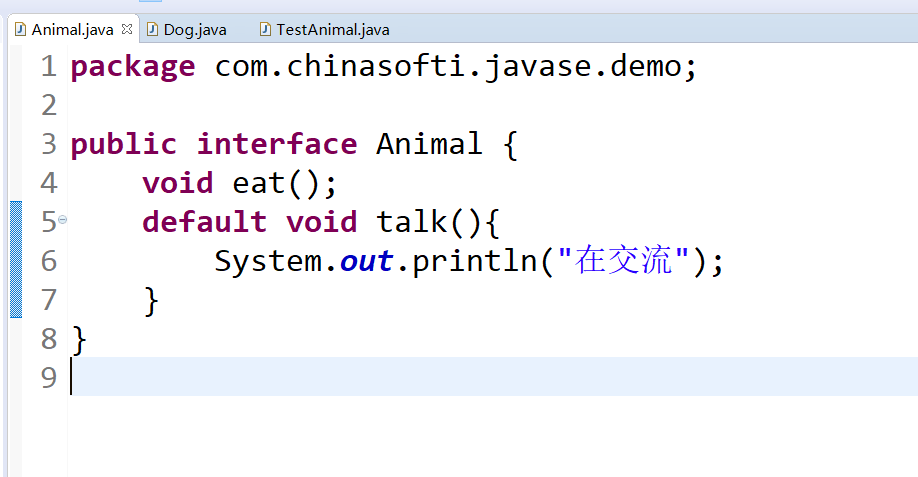 Animal.java Dog.java TestAnimal.java
1 package com.chinasofti.javase.demo;
2
3 public interface Animal {
4     void eat();
5     default void talk(){
6         System.out.println("在交流");
7     }
8 }
9